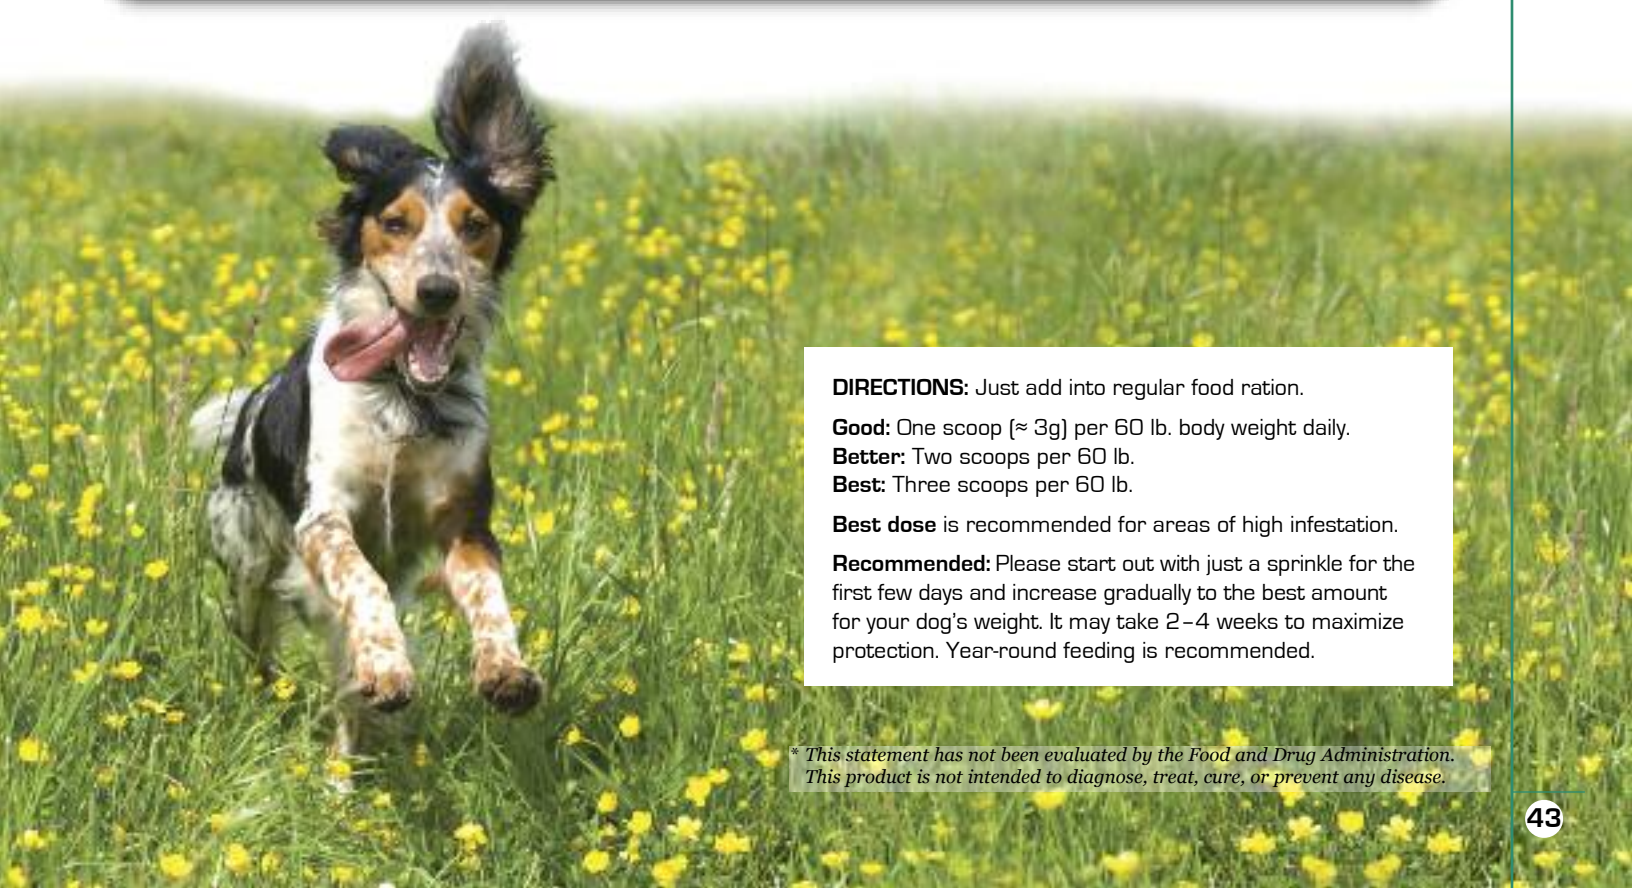 DIRECTIONS: Just add into regular food ration.
Good: One scoop (≈ 3g) per 60 lb. body weight daily.
Better: Two scoops per 60 lb.
Best: Three scoops per 60 lb.
Best dose is recommended for areas of high infestation.
Recommended: Please start out with just a sprinkle for the
first few days and increase gradually to the best amount
for your dog's weight. It may take 2–4 weeks to maximize
protection. Year-round feeding is recommended.
* This statement has not been evaluated by the Food and Drug Administration.
This product is not intended to diagnose, treat, cure, or prevent any disease.
43